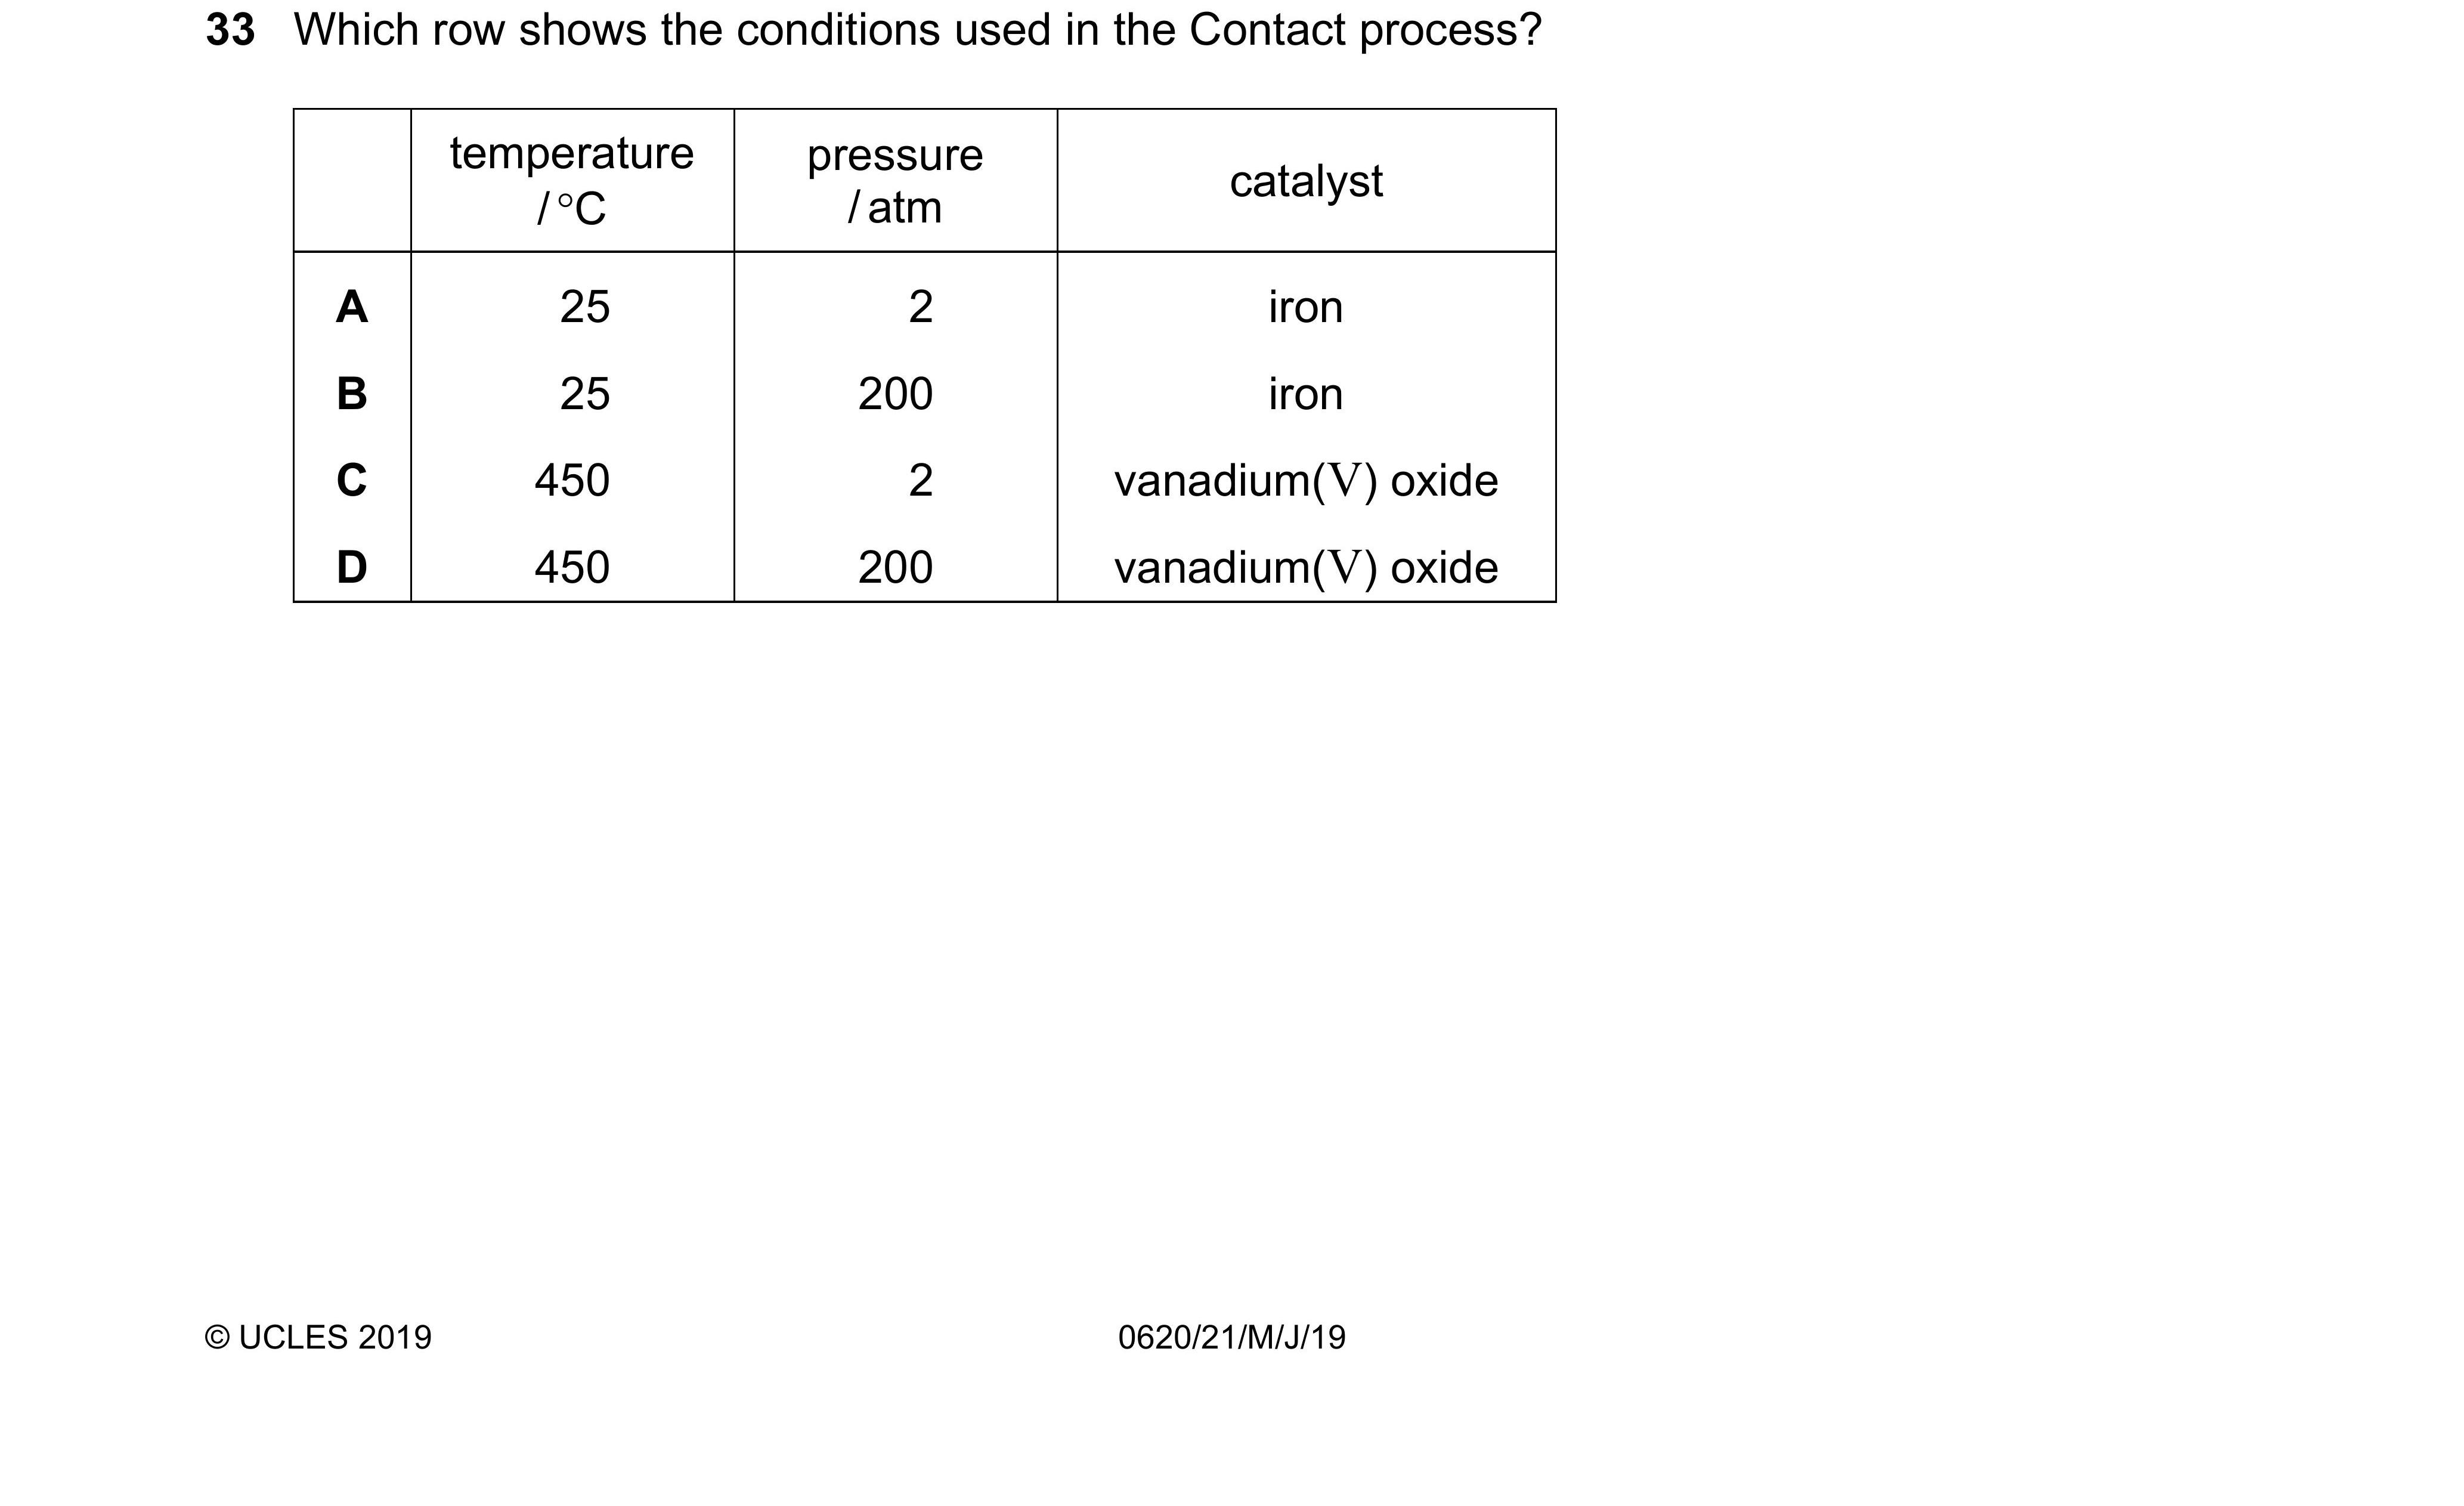 33 Which row shows the conditions used in the Contact process?
temperature / °C pressure / atm catalyst
A 25 2 iron
B 25 200 iron
C 450 2 vanadium(V) oxide
D 450 200 vanadium(V) oxide
© UCLES 2019 0620/21/M/J/19